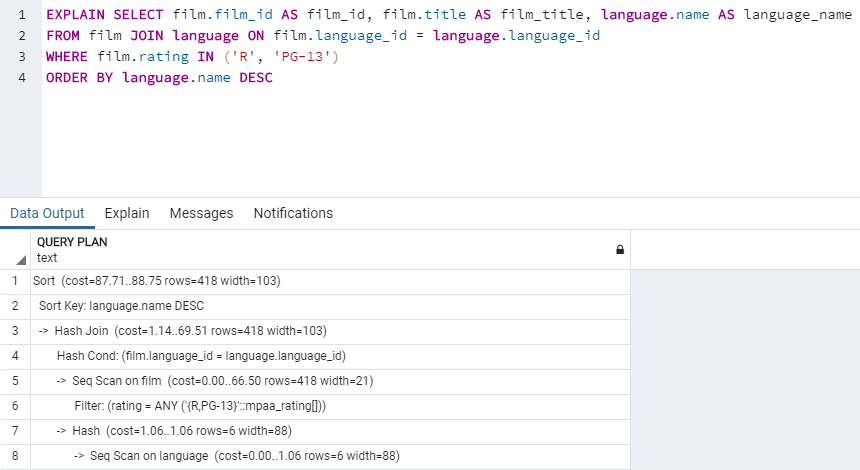 1 EXPLAIN SELECT film.film_id AS film_id, film.title AS film_title, language.name AS language_name
2 FROM film JOIN language ON film.language_id = language.language_id
3 WHERE film.rating IN ('R', 'PG-13')
4 ORDER BY language.name DESC
Data Output Explain Messages Notifications
QUERY PLAN
text
1 Sort (cost=87.71..88.75 rows=418 width=103)
2 Sort Key: language.name DESC
3 -> Hash Join (cost=1.14..69.51 rows=418 width=103)
4 Hash Cond: (film.language_id = language.language_id)
5 -> Seq Scan on film (cost=0.00..66.50 rows=418 width=21)
6 Filter: (rating = ANY ('{R,PG-13}'::mpaa_rating[]))
7 -> Hash (cost=1.06..1.06 rows=6 width=88)
8 -> Seq Scan on language (cost=0.00..1.06 rows=6 width=88)